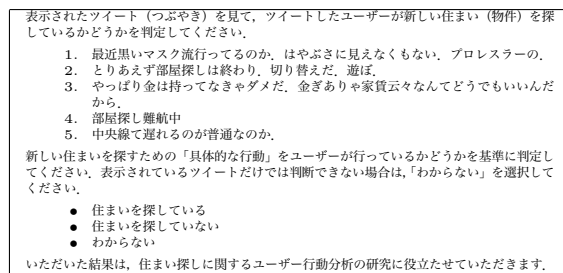 表示されたツイート（つぶやき）を見て，ツイートしたユーザーが新しい住まい（物件）を探
しているかどうかを判定してください．
1. 最近黒いマスク流行ってるのか．はやぶさに見えなくもない．プロレスラーの．
2. とりあえず部屋探しは終わり．切り替えだ．遊ぼ．
3. やっぱり金は持ってなきゃダメだ．金ぎありゃ家賃云々なんてどうでもいいんだ
から．
4. 部屋探し難航中
5. 中央線て遅れるのが普通なのか．
新しい住まいを探すための「具体的な行動」をユーザーが行っているかどうかを基準に判定し
てください．表示されているツイートだけでは判断できない場合は，「わからない」を選択して
ください．
● 住まいを探している
● 住まいを探していない
● わからない
いただいた結果は，住まい探しに関するユーザー行動分析の研究に役立たせていただきます．